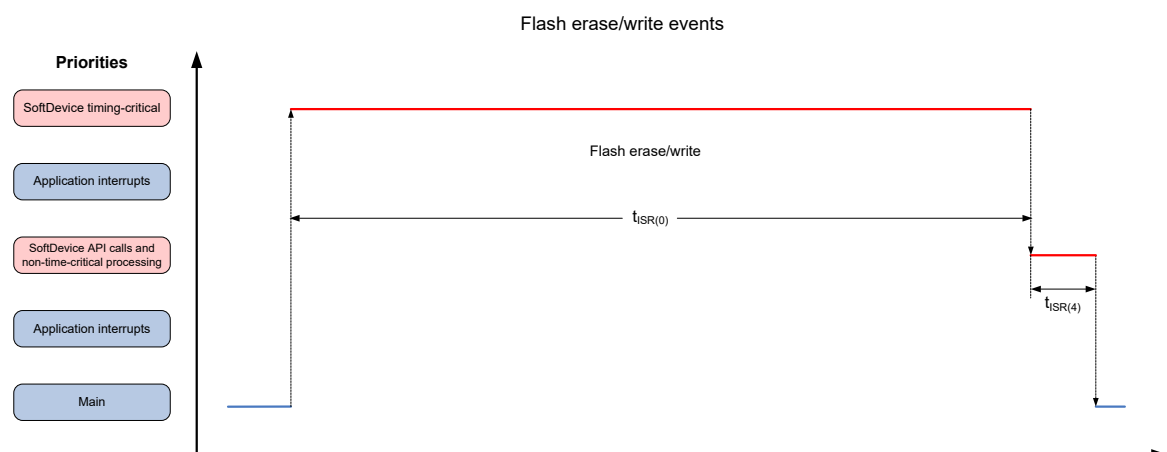 Flash erase/write events
Priorities
SoftDevice timing-critical
Application interrupts
SoftDevice API calls and
non-time-critical processing
Application interrupts
Main
Flash erase/write
tISR(0)
tISR(4)